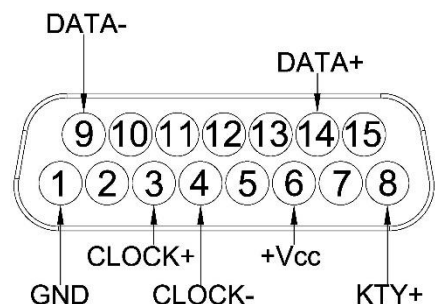 DATA-
DATA+
9 10 11 12 13 14 15
1 2 3 4 5 6 7 8
CLOCK+ +Vcc
GND CLOCK- KTY+